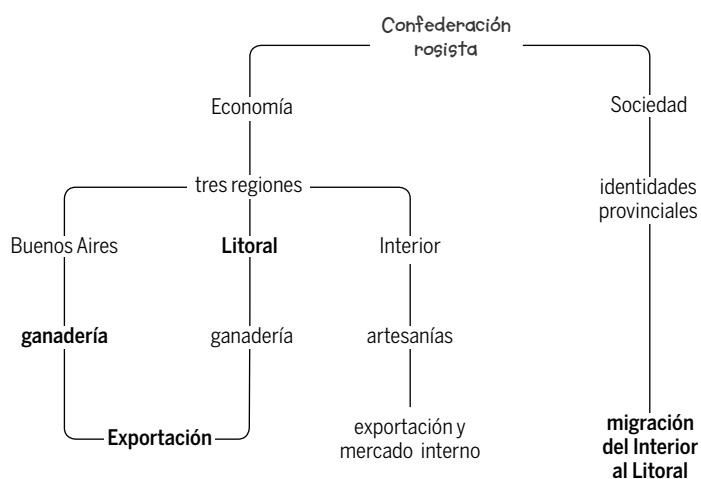 Confederación
rosista
Economía
Sociedad
tres regiones
identidades
provinciales
Buenos Aires
Litoral
Interior
ganadería
ganadería
artesanías
Exportación
exportación y
mercado interno
migración
del Interior
al Litoral